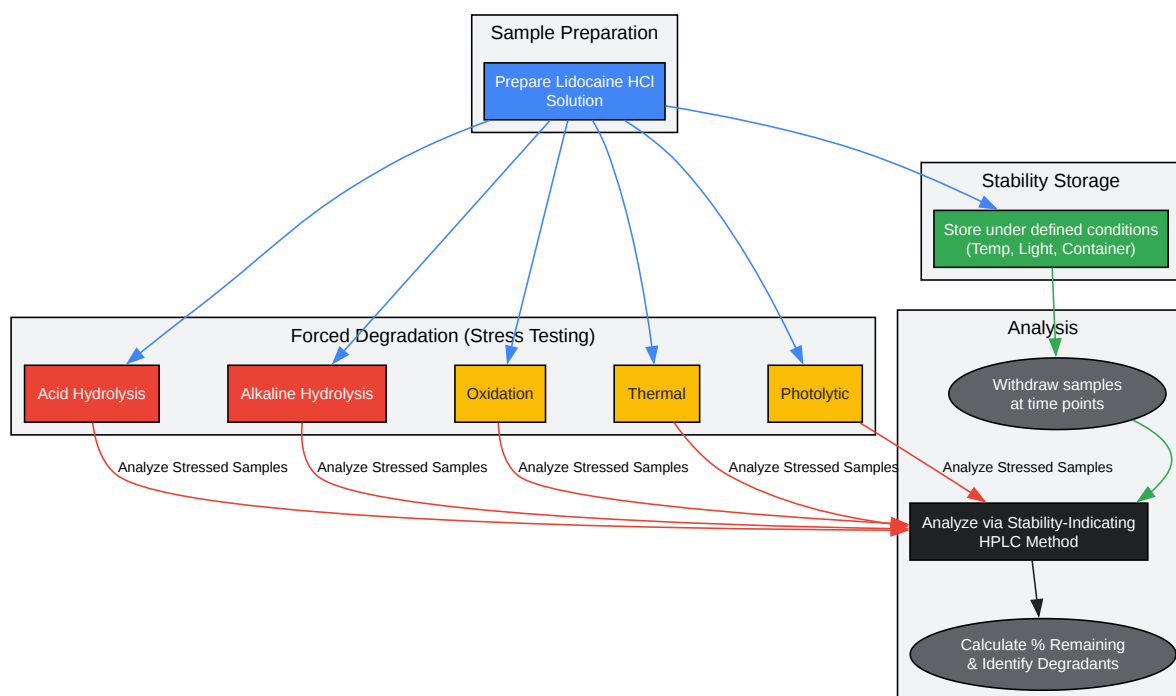 Sample Preparation
Prepare Lidocaine HCl
Solution
Stability Storage
Store under defined conditions
(Temp, Light, Container)
Forced Degradation (Stress Testing)
Analysis
Acid Hydrolysis
Alkaline Hydrolysis
Oxidation
Thermal
Photolytic
Withdraw samples
at time points
Analyze Stressed Samples
Analyze Stressed Samples
Analyze Stressed Samples
Analyze Stressed Samples
Analyze Stressed Samples
Analyze via Stability-Indicating
HPLC Method
Calculate % Remaining
& Identify Degradants